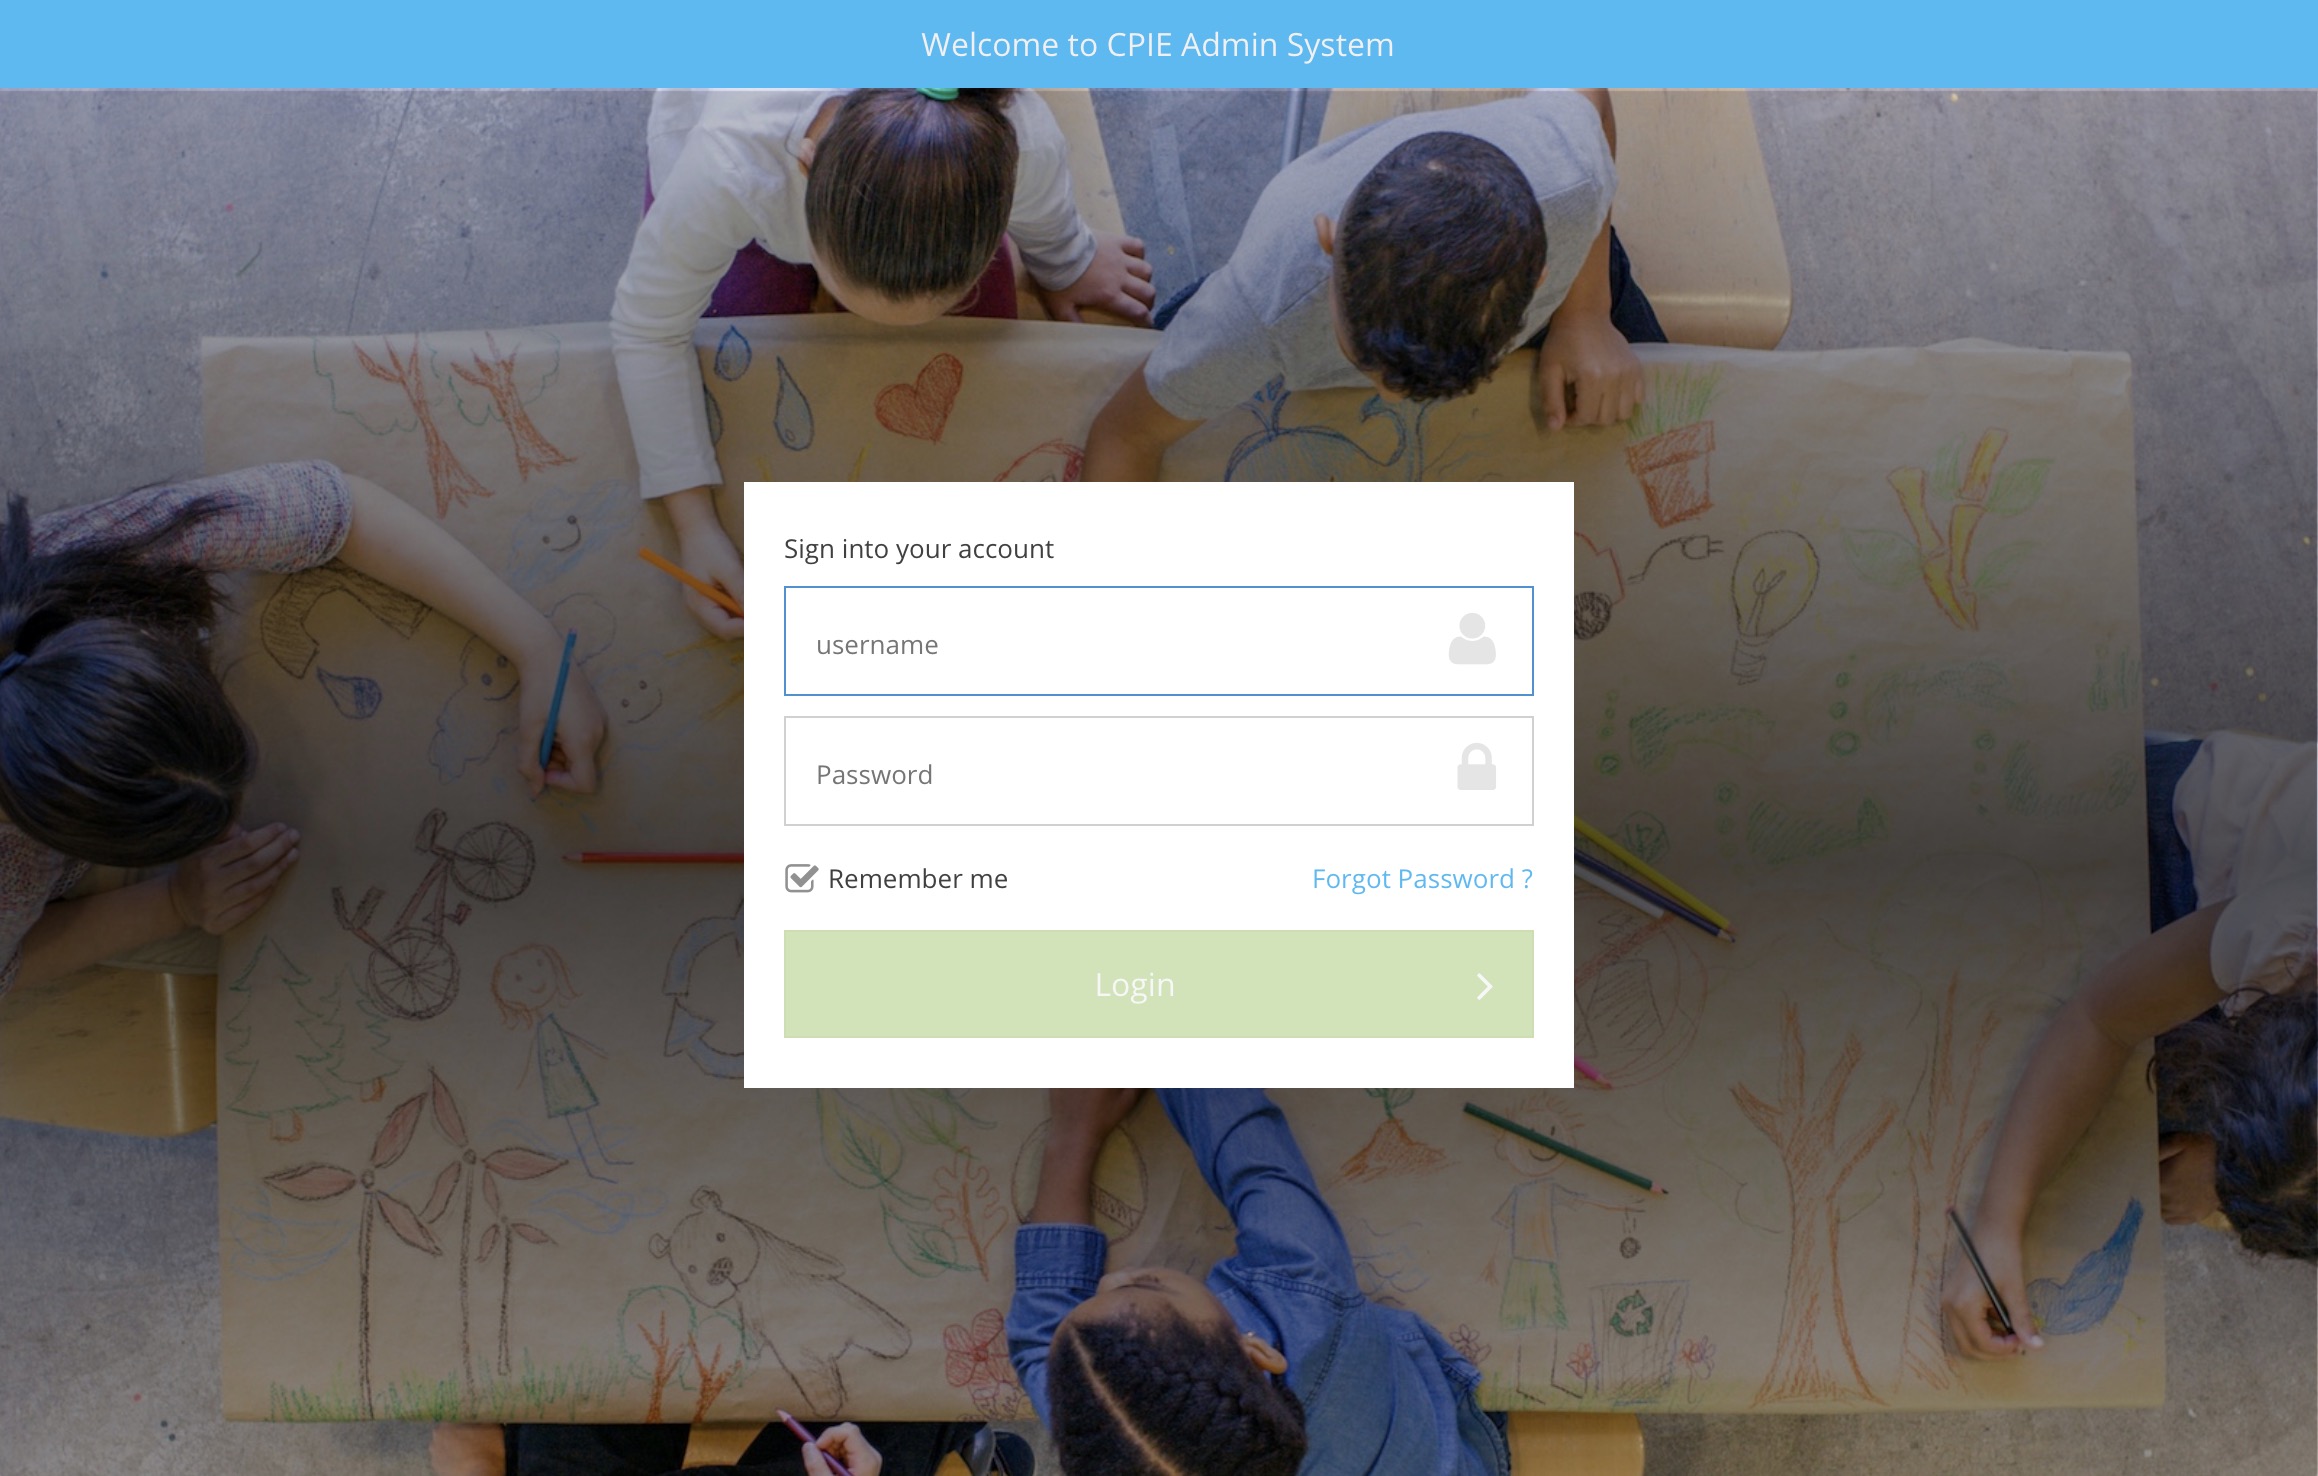 Welcome to CPIE Admin System
Sign into your account
username
Password
Remember me
Forgot Password ?
Login